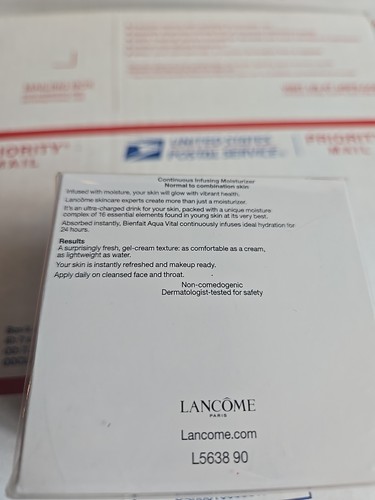 PRIORITY
MAIL
UNITED STATES
POSTAL SERVICE
PRIORITY
MAIL
Continuous Infusing Moisturizer
Normal to combination skin
Infused with moisture, your skin will glow with vibrant health.
Lancôme skincare experts create more than just a moisturizer.
It's an ultra-charged drink for your skin, packed with a unique moisture
complex of 16 essential elements found in young skin at its very best.
Absorbed instantly, Bienfait Aqua Vital continuously infuses ideal hydration for
24 hours.
Results
A surprisingly fresh, gel-cream texture: as comfortable as a cream,
as lightweight as water.
Your skin is instantly refreshed and makeup ready.
Apply daily on cleansed face and throat.
Non-comedogenic
Dermatologist-tested for safety
LANCÔME
PARIS
Lancome.com
L5638 90